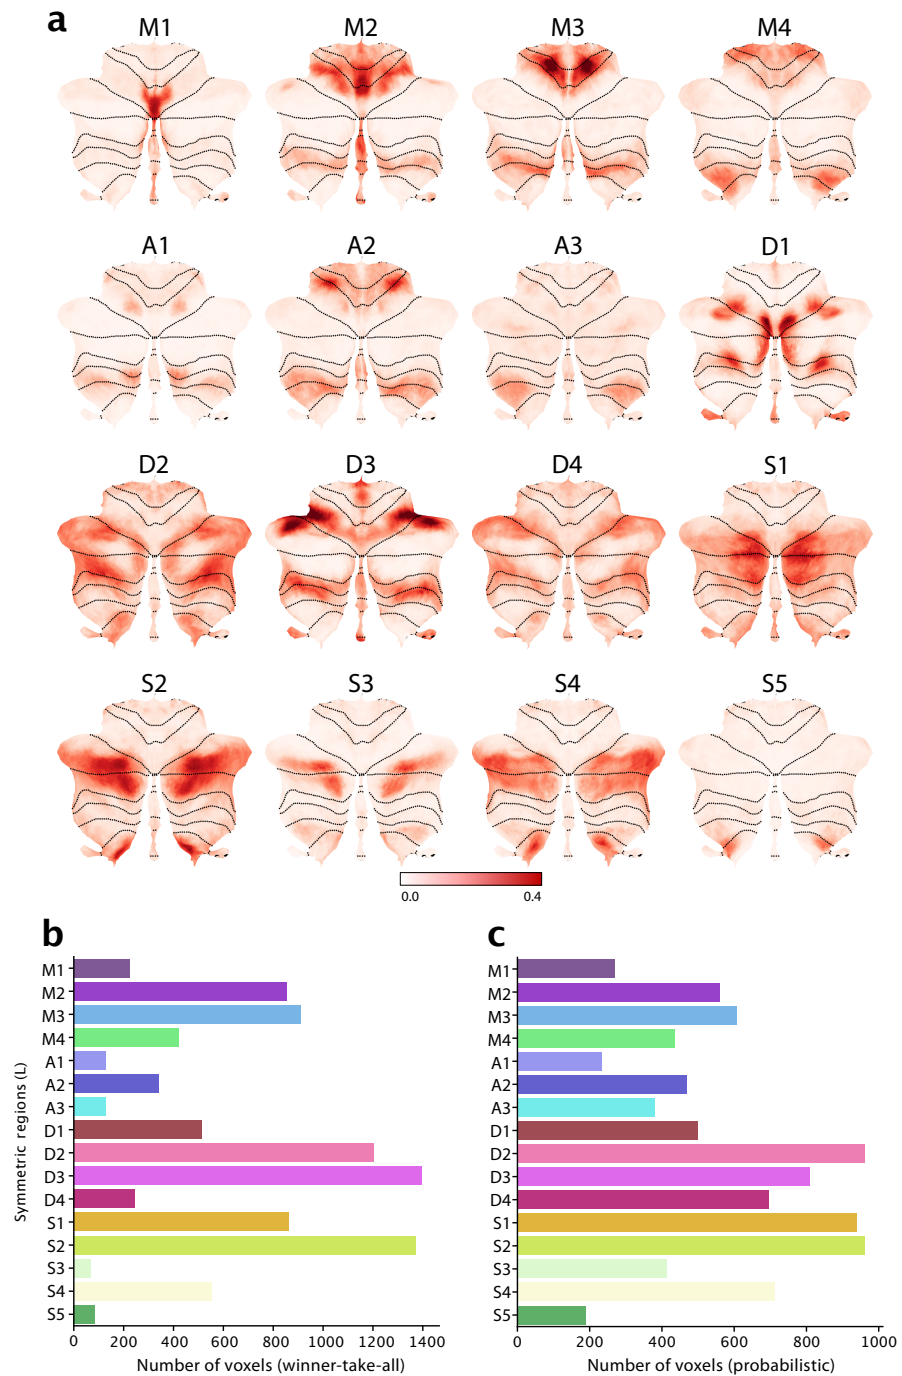 a
M1 M2 M3 M4
A1 A2 A3 D1
D2 D3 D4 S1
S2 S3 S4 S5
0.0 0.4
b
M1
M2
M3
M4
A1
A2
A3
D1
D2
D3
D4
S1
S2
S3
S4
S5
Symmetric regions (L)
0 200 400 600 800 1000 1200 1400
Number of voxels (winner-take-all)
c
M1
M2
M3
M4
A1
A2
A3
D1
D2
D3
D4
S1
S2
S3
S4
S5
0 200 400 600 800 1000
Number of voxels (probabilistic)